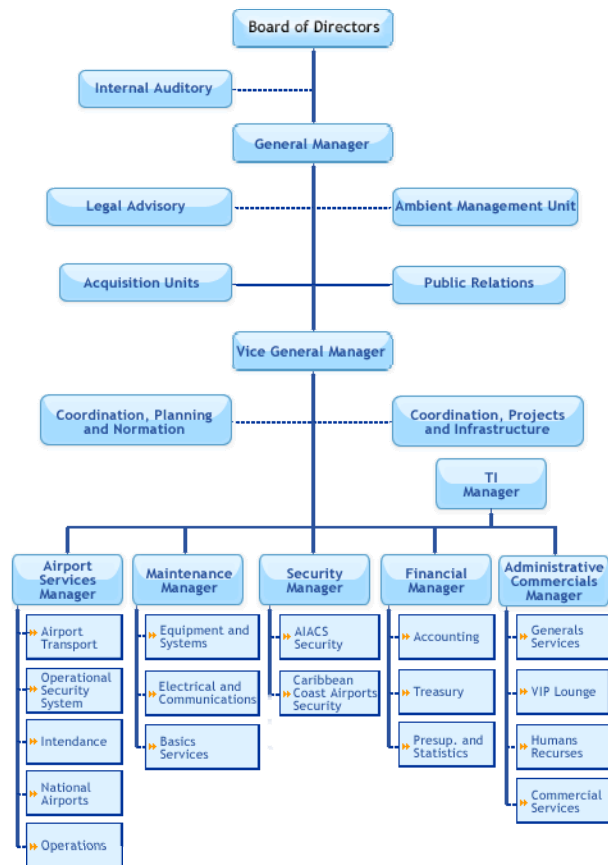 Board of Directors
Internal Auditory
General Manager
Legal Advisory
Ambient Management Unit
Acquisition Units
Public Relations
Vice General Manager
Coordination, Planning
and Normation
Coordination, Projects
and Infrastructure
TI
Manager
Airport
Services
Manager
Maintenance
Manager
Security
Manager
Financial
Manager
Administrative
Commercials
Manager
Airport
Transport
Operational
Security
System
Intendance
National
Airports
Operations
Equipment and
Systems
Electrical and
Communications
Basics
Services
AIACS
Security
Caribbean
Coast Airports
Security
Accounting
Treasury
Presup. and
Statistics
Generals
Services
VIP Lounge
Humans
Recurses
Commercial
Services